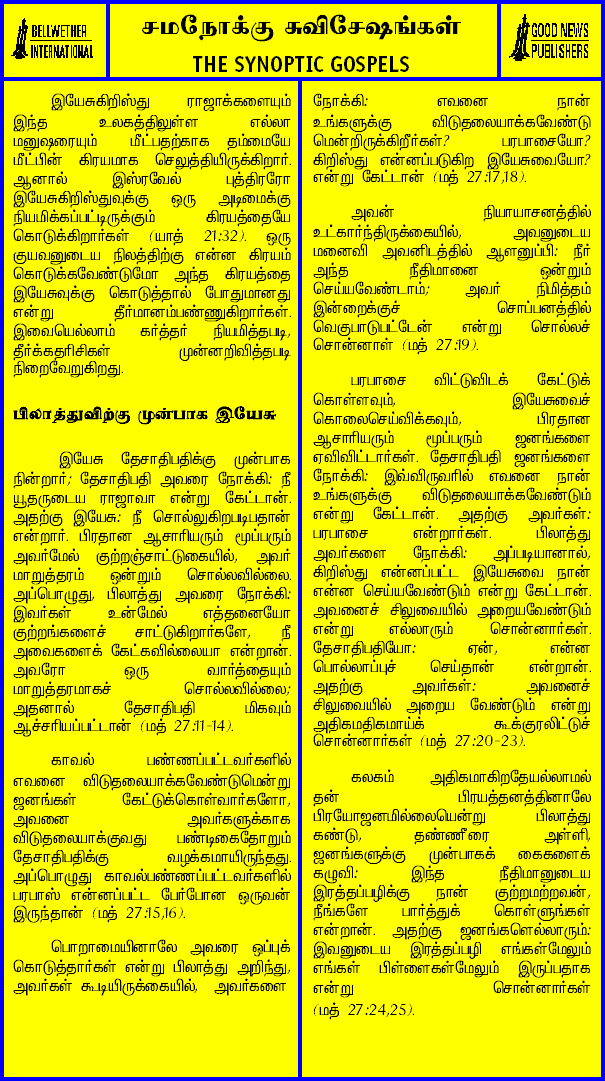 BELLWETHER
INTERNATIONAL
சமநோக்கு சுவிசேஷங்கள்
THE SYNOPTIC GOSPELS
GOOD NEWS
PUBLISHERS
இயேசுகிறிஸ்து ராஜாக்களையும்
இந்த உலகத்திலுள்ள எல்லா
மனுஷரையும் மீட்பதற்காக தம்மையே
மீட்பின் கிரயமாக செலுத்தியிருக்கிறார்.
ஆனால் இஸ்ரவேல் புத்திரரோ
இயேசுகிறிஸ்துவுக்கு ஒரு அடிமைக்கு
நியமிக்கப்பட்டிருக்கும் கிரயத்தையே
கொடுக்கிறார்கள் (யாத் 21:32). ஒரு
குயவனுடைய நிலத்திற்கு என்ன கிரயம்
கொடுக்கவேண்டுமோ அந்த கிரயத்தை
இயேசுவுக்கு கொடுத்தால் போதுமானது
என்று தீர்மானம்பண்ணுகிறார்கள்.
இவையெல்லாம் கர்த்தர் நியமித்தபடி,
தீர்க்கதரிசிகள் முன்னறிவித்தபடி
நிறைவேறுகிறது.
பிலாத்துவிற்கு முன்பாக இயேசு
இயேசு தேசாதிபதிக்கு முன்பாக
நின்றார்; தேசாதிபதி அவரை நோக்கி: நீ
யூதருடைய ராஜாவா என்று கேட்டான்.
அதற்கு இயேசு: நீ சொல்லுகிறபடிதான்
என்றார். பிரதான ஆசாரியரும் மூப்பரும்
அவர்மேல் குற்றஞ்சாட்டுகையில், அவர்
மாறுத்தரம் ஒன்றும் சொல்லவில்லை.
அப்பொழுது, பிலாத்து அவரை நோக்கி:
இவர்கள் உன்மேல் எத்தனையோ
குற்றங்களைச் சாட்டுகிறார்களே, நீ
அவைகளைக் கேட்கவில்லையா என்றான்.
அவரோ ஒரு வார்த்தையும்
மாறுத்தரமாகச் சொல்லவில்லை;
அதனால் தேசாதிபதி மிகவும்
ஆச்சரியப்பட்டான் (மத் 27:11-14).
காவல் பண்ணப்பட்டவர்களில்
எவனை விடுதலையாக்கவேண்டுமென்று
ஜனங்கள் கேட்டுக்கொள்வார்களோ,
அவனை அவர்களுக்காக
விடுதலையாக்குவது பண்டிகைதோறும்
தேசாதிபதிக்கு வழக்கமாயிருந்தது.
அப்பொழுது காவல்பண்ணப்பட்டவர்களில்
பரபாஸ் என்னப்பட்ட பேர்போன ஒருவன்
இருந்தான் (மத் 27:15,16).
பொறாமையினாலே அவரை ஒப்புக்
கொடுத்தார்கள் என்று பிலாத்து அறிந்து,
அவர்கள் கூடியிருக்கையில், அவர்களை
நோக்கி: எவனை நான்
உங்களுக்கு விடுதலையாக்கவேண்டு
மென்றிருக்கிறீர்கள்? பரபாசையோ?
கிறிஸ்து என்னப்படுகிற இயேசுவையோ?
என்று கேட்டான் (மத் 27:17,18).
அவன் நியாயாசனத்தில்
உட்கார்ந்திருக்கையில், அவனுடைய
மனைவி அவனிடத்தில் ஆளனுப்பி: நீர்
அந்த நீதிமானை ஒன்றும்
செய்யவேண்டாம்; அவர் நிமித்தம்
இன்றைக்குச் சொப்பனத்தில்
வெகுபாடுபட்டேன் என்று சொல்லச்
சொன்னாள் (மத் 27:19).
பரபாசை விட்டுவிடக் கேட்டுக்
கொள்ளவும், இயேசுவைச்
கொலைசெய்விக்கவும், பிரதான
ஆசாரியரும் மூப்பரும் ஜனங்களை
ஏவிவிட்டார்கள். தேசாதிபதி ஜனங்களை
நோக்கி: இவ்விருவரில் எவனை நான்
உங்களுக்கு விடுதலையாக்கவேண்டும்
என்று கேட்டான். அதற்கு அவர்கள்:
பரபாசை என்றார்கள். பிலாத்து
அவர்களை நோக்கி: அப்படியானால்,
கிறிஸ்து என்னப்பட்ட இயேசுவை நான்
என்ன செய்யவேண்டும் என்று கேட்டான்.
அவனைச் சிலுவையில் அறையவேண்டும்
என்று எல்லாரும் சொன்னார்கள்.
தேசாதிபதியோ: ஏன், என்ன
பொல்லாப்புச் செய்தான் என்றான்.
அதற்கு அவர்கள்: அவனைச்
சிலுவையில் அறைய வேண்டும் என்று
அதிகமதிகமாய்க் கூக்குரலிட்டுச்
சொன்னார்கள் (மத் 27:20-23).
கலகம் அதிகமாகிறதேயல்லாமல்
தன் பிரயத்தனத்தினாலே
பிரயோஜனமில்லையென்று பிலாத்து
கண்டு, தண்ணீரை அள்ளி,
ஜனங்களுக்கு முன்பாகக் கைகளைக்
கழுவி: இந்த நீதிமானுடைய
இரத்தப்பழிக்கு நான் குற்றமற்றவன்,
நீங்களே பார்த்துக் கொள்ளுங்கள்
என்றான். அதற்கு ஜனங்களெல்லாரும்:
இவனுடைய இரத்தப்பழி எங்கள்மேலும்
எங்கள் பிள்ளைகள்மேலும் இருப்பதாக
என்று சொன்னார்கள்
(மத் 27:24,25).